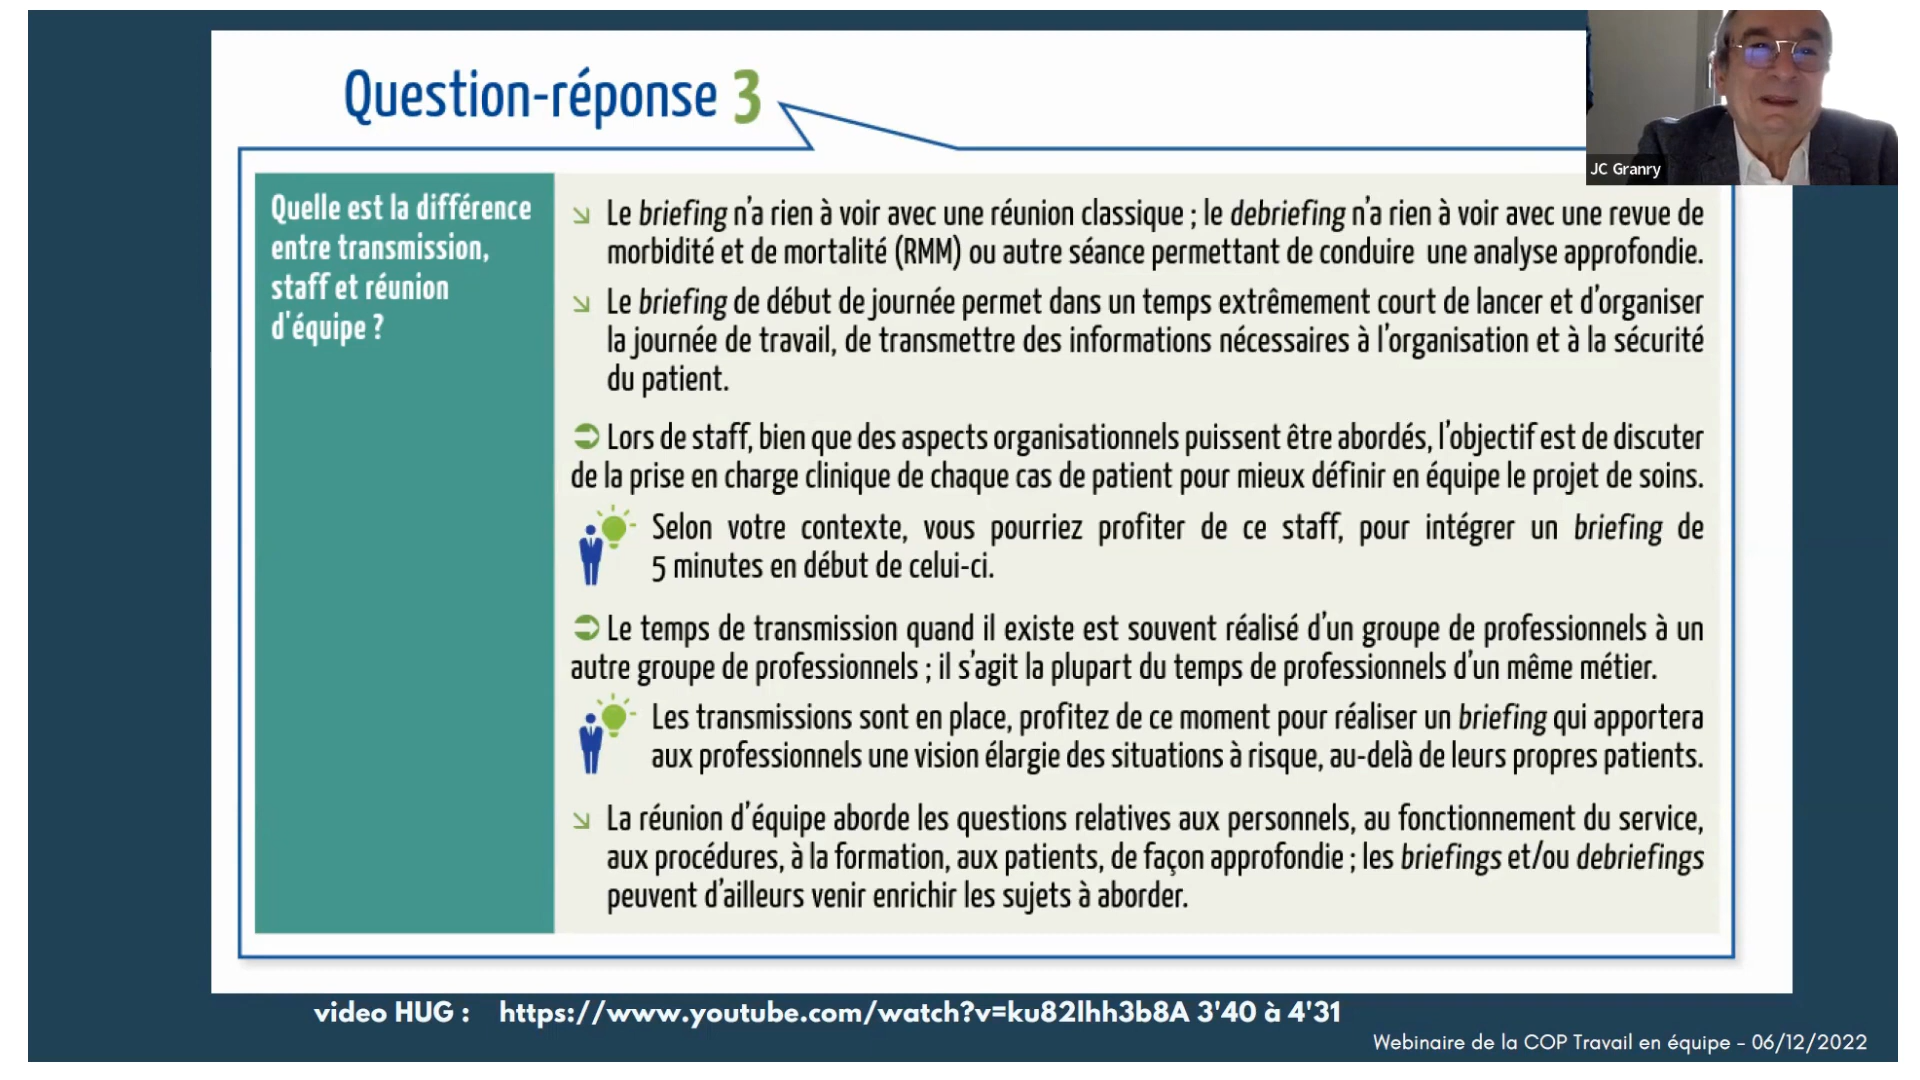 Question-réponse 3
JC Granry
Quelle est la différence
entre transmission,
staff et réunion
d'équipe ?
Le briefing n’a rien à voir avec une réunion classique ; le debriefing n’a rien à voir avec une revue de
morbidité et de mortalité (RMM) ou autre séance permettant de conduire une analyse approfondie.
Le briefing de début de journée permet dans un temps extrêmement court de lancer et d’organiser
la journée de travail, de transmettre des informations nécessaires à l’organisation et à la sécurité
du patient.
Lors de staff, bien que des aspects organisationnels puissent être abordés, l’objectif est de discuter
de la prise en charge clinique de chaque cas de patient pour mieux définir en équipe le projet de soins.
Selon votre contexte, vous pourriez profiter de ce staff, pour intégrer un briefing de
5 minutes en début de celui-ci.
Le temps de transmission quand il existe est souvent réalisé d’un groupe de professionnels à un
autre groupe de professionnels ; il s’agit la plupart du temps de professionnels d’un même métier.
Les transmissions sont en place, profitez de ce moment pour réaliser un briefing qui apportera
aux professionnels une vision élargie des situations à risque, au-delà de leurs propres patients.
La réunion d’équipe aborde les questions relatives aux personnels, au fonctionnement du service,
aux procédures, à la formation, aux patients, de façon approfondie ; les briefings et/ou debriefings
peuvent d’ailleurs venir enrichir les sujets à aborder.
video HUG : https://www.youtube.com/watch?v=ku82lhh3b8A 3'40 à 4'31
Webinaire de la COP Travail en équipe - 06/12/2022